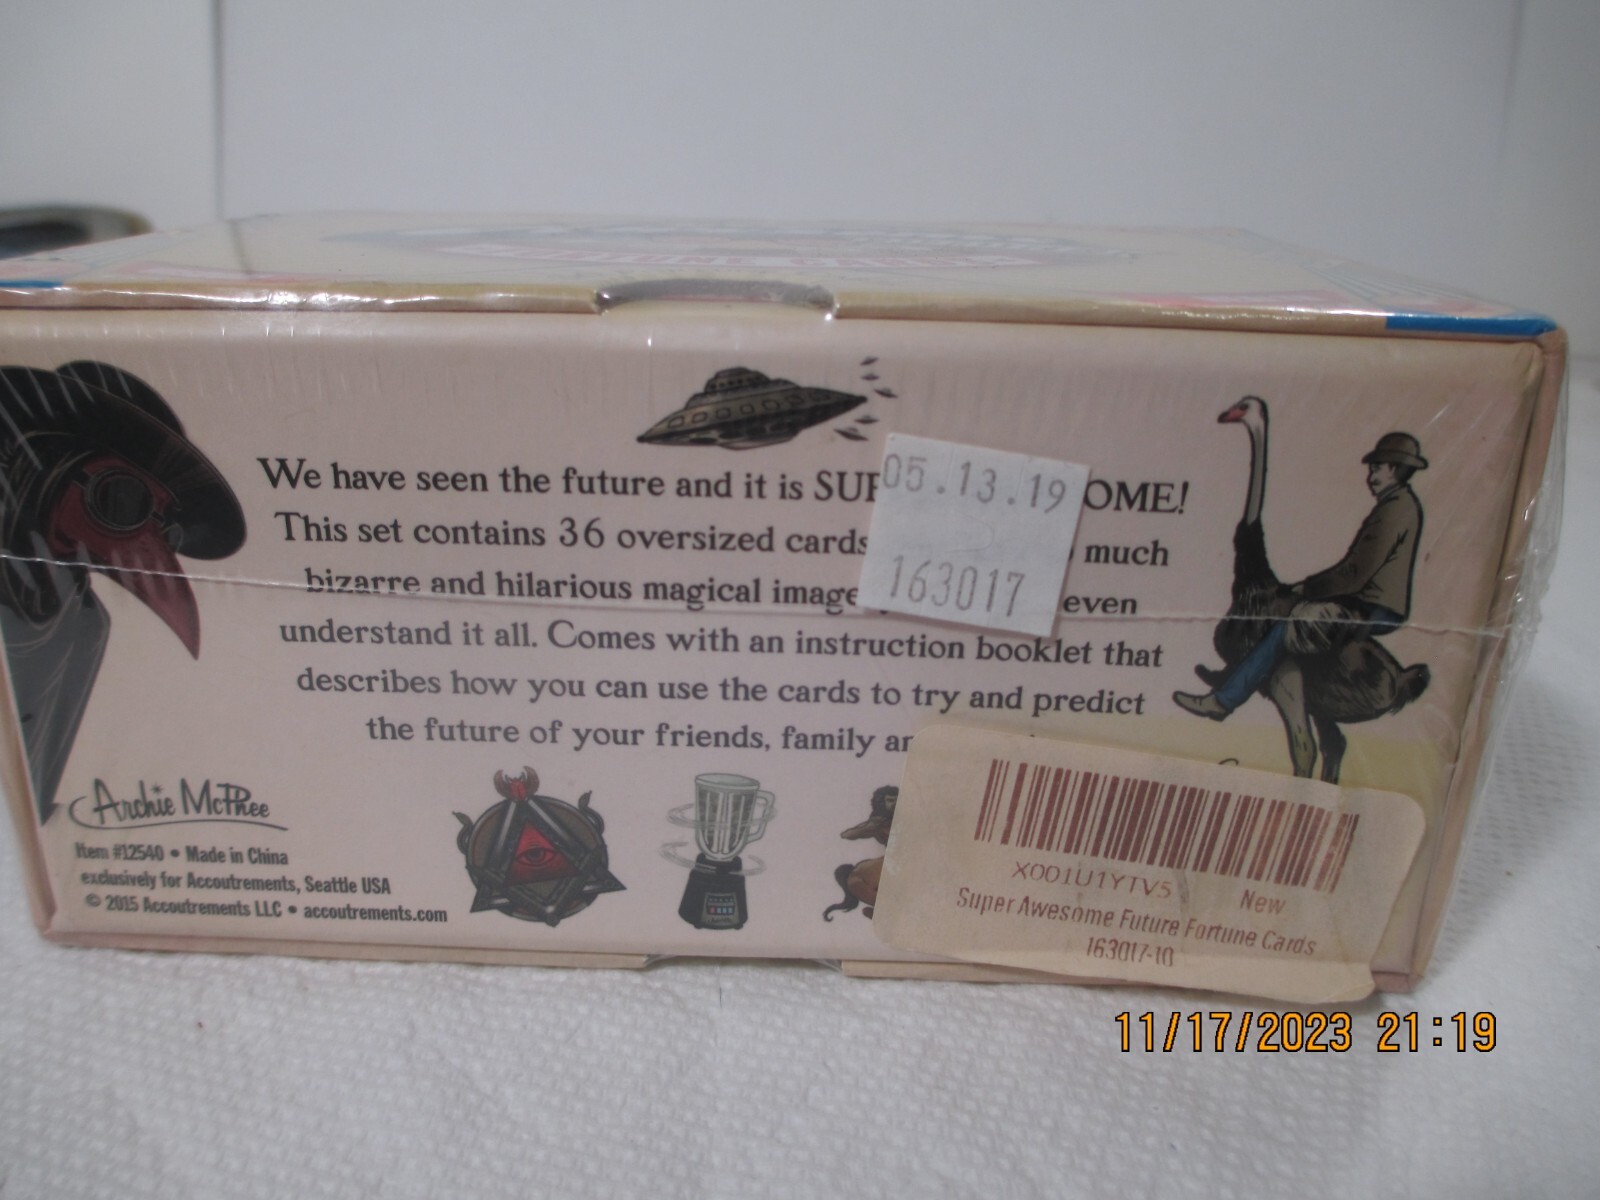 We have seen the future and it is SUP OME!
This set contains 36 oversized cards much
bizarre and hilarious magical image even
understand it all. Comes with an instruction booklet that
describes how you can use the cards to try and predict
the future of your friends, family an
05.13.19
163017
Archie McPhee
Item #12540 • Made in China
exclusively for Accoutrements, Seattle USA
© 2015 Accoutrements LLC • accoutrements.com
X001U1YTV5 New
Super Awesome Future Fortune Cards
163017-10
11/17/2023 21:19